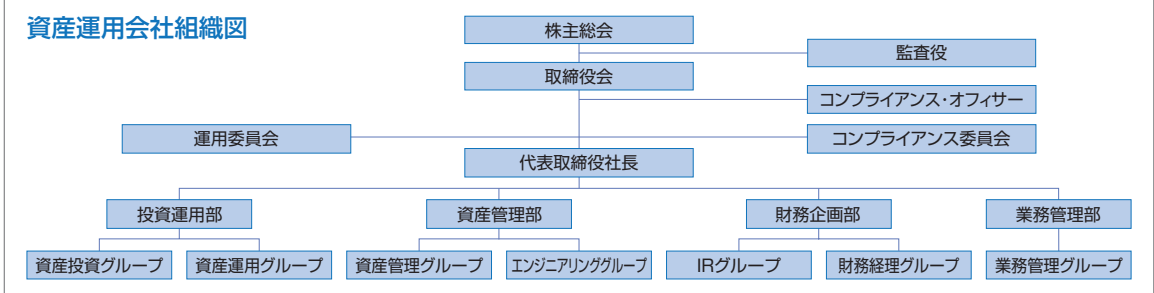 資産運用会社組織図
株主総会
監査役
取締役会
コンプライアンス・オフィサー
運用委員会
コンプライアンス委員会
代表取締役社長
投資運用部
資産管理部
財務企画部
業務管理部
資産投資グループ
資産運用グループ
資産管理グループ
エンジニアリンググループ
IRグループ
財務経理グループ
業務管理グループ